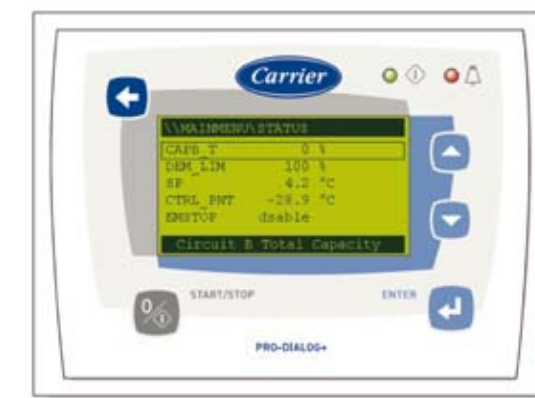 Carrier
\\MAINMENU\STATUS
CAPB_T 0 %
DEM_LIM 100 %
SP 4.2 °C
CTRL_PNT -28.9 °C
EMSTOP dsable
Circuit B Total Capacity
START/STOP
ENTER
PRO-DIALOG+